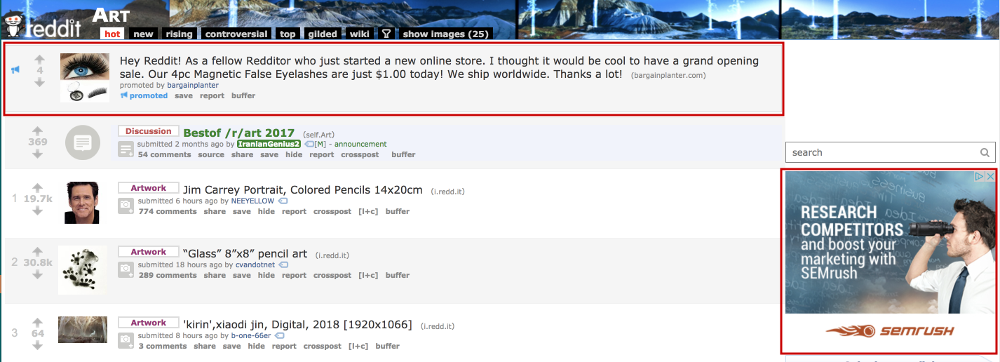 reddit ART
hot new rising controversial top gilded wiki show images (25)
4
Hey Reddit! As a fellow Redditor who just started a new online store. I thought it would be cool to have a grand opening
sale. Our 4pc Magnetic False Eyelashes are just $1.00 today! We ship worldwide. Thanks a lot! (bargainplanter.com)
promoted by bargainplanter
promoted save report buffer
369
Discussion Bestof /r/art 2017 (self.Art)
submitted 2 months ago by IranianGenius2 [M] - announcement
54 comments source share save hide report crosspost buffer
search
1 19.7k
Artwork Jim Carrey Portrait, Colored Pencils 14x20cm (i.redd.it)
submitted 6 hours ago by NEEYELLOW
774 comments share save hide report crosspost [l+c] buffer
2 30.8k
Artwork “Glass” 8”x8” pencil art (i.redd.it)
submitted 18 hours ago by cvandotnet
289 comments share save hide report crosspost [l+c] buffer
3 64
Artwork 'kirin',xiaodi jin, Digital, 2018 [1920x1066] (i.redd.it)
submitted 8 hours ago by b-one-66er
3 comments share save hide report crosspost [l+c] buffer
RESEARCH
COMPETITORS
and boost your
marketing with
SEMrush
SEMRUSH